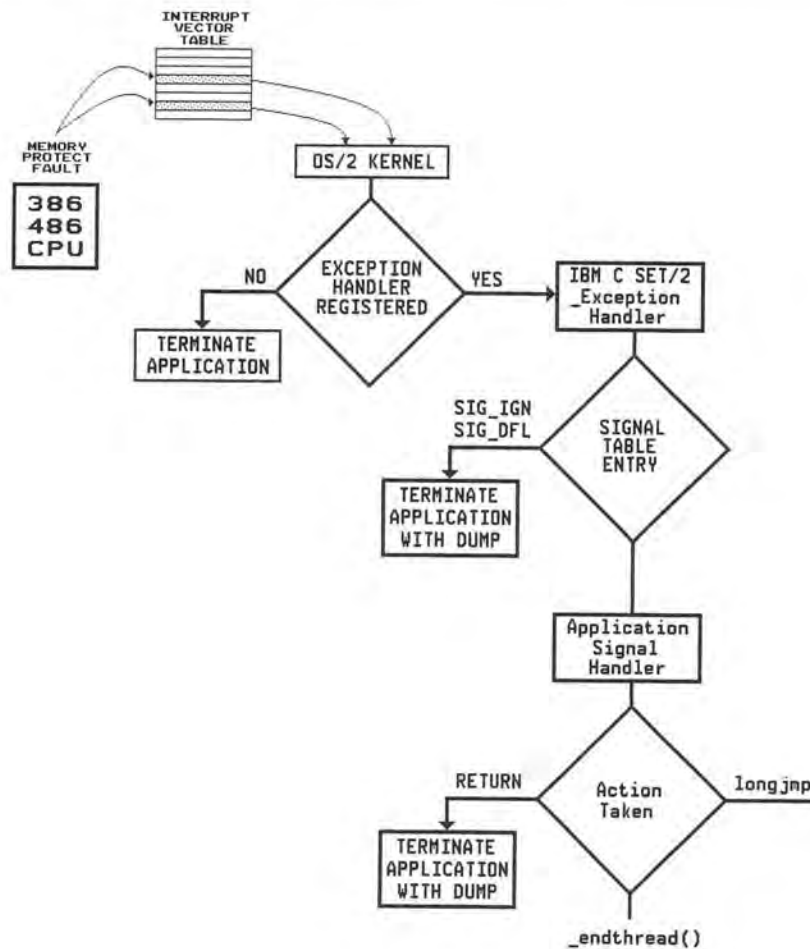 INTERRUPT
VECTOR
TABLE
MEMORY
PROTECT
FAULT
386
486
CPU
OS/2 KERNEL
NO
EXCEPTION
HANDLER
REGISTERED
YES
IBM C SET/2
_Exception
Handler
TERMINATE
APPLICATION
SIG_IGN
SIG_DFL
SIGNAL
TABLE
ENTRY
TERMINATE
APPLICATION
WITH DUMP
Application
Signal
Handler
RETURN
Action
Taken
longjmp
TERMINATE
APPLICATION
WITH DUMP
_endthread()